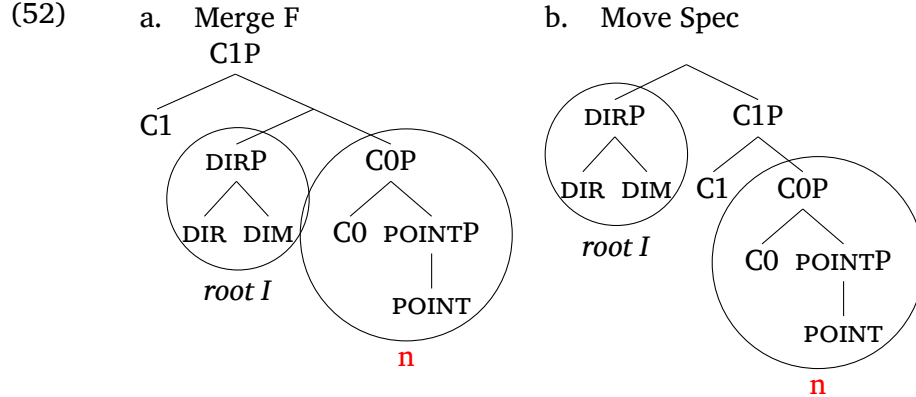 (52) a. Merge F b. Move Spec
C1P
C1 DIRP C1P
DIRP C0P
DIR DIM C1 C0P
DIR DIM C0 POINTP
root I root I C0 POINTP
POINT
POINT
n
n